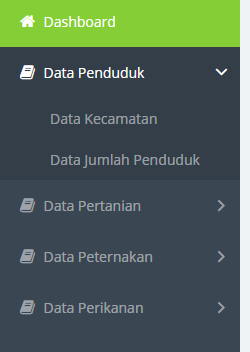 Dashboard
Data Penduduk
Data Kecamatan
Data Jumlah Penduduk
Data Pertanian
Data Peternakan
Data Perikanan